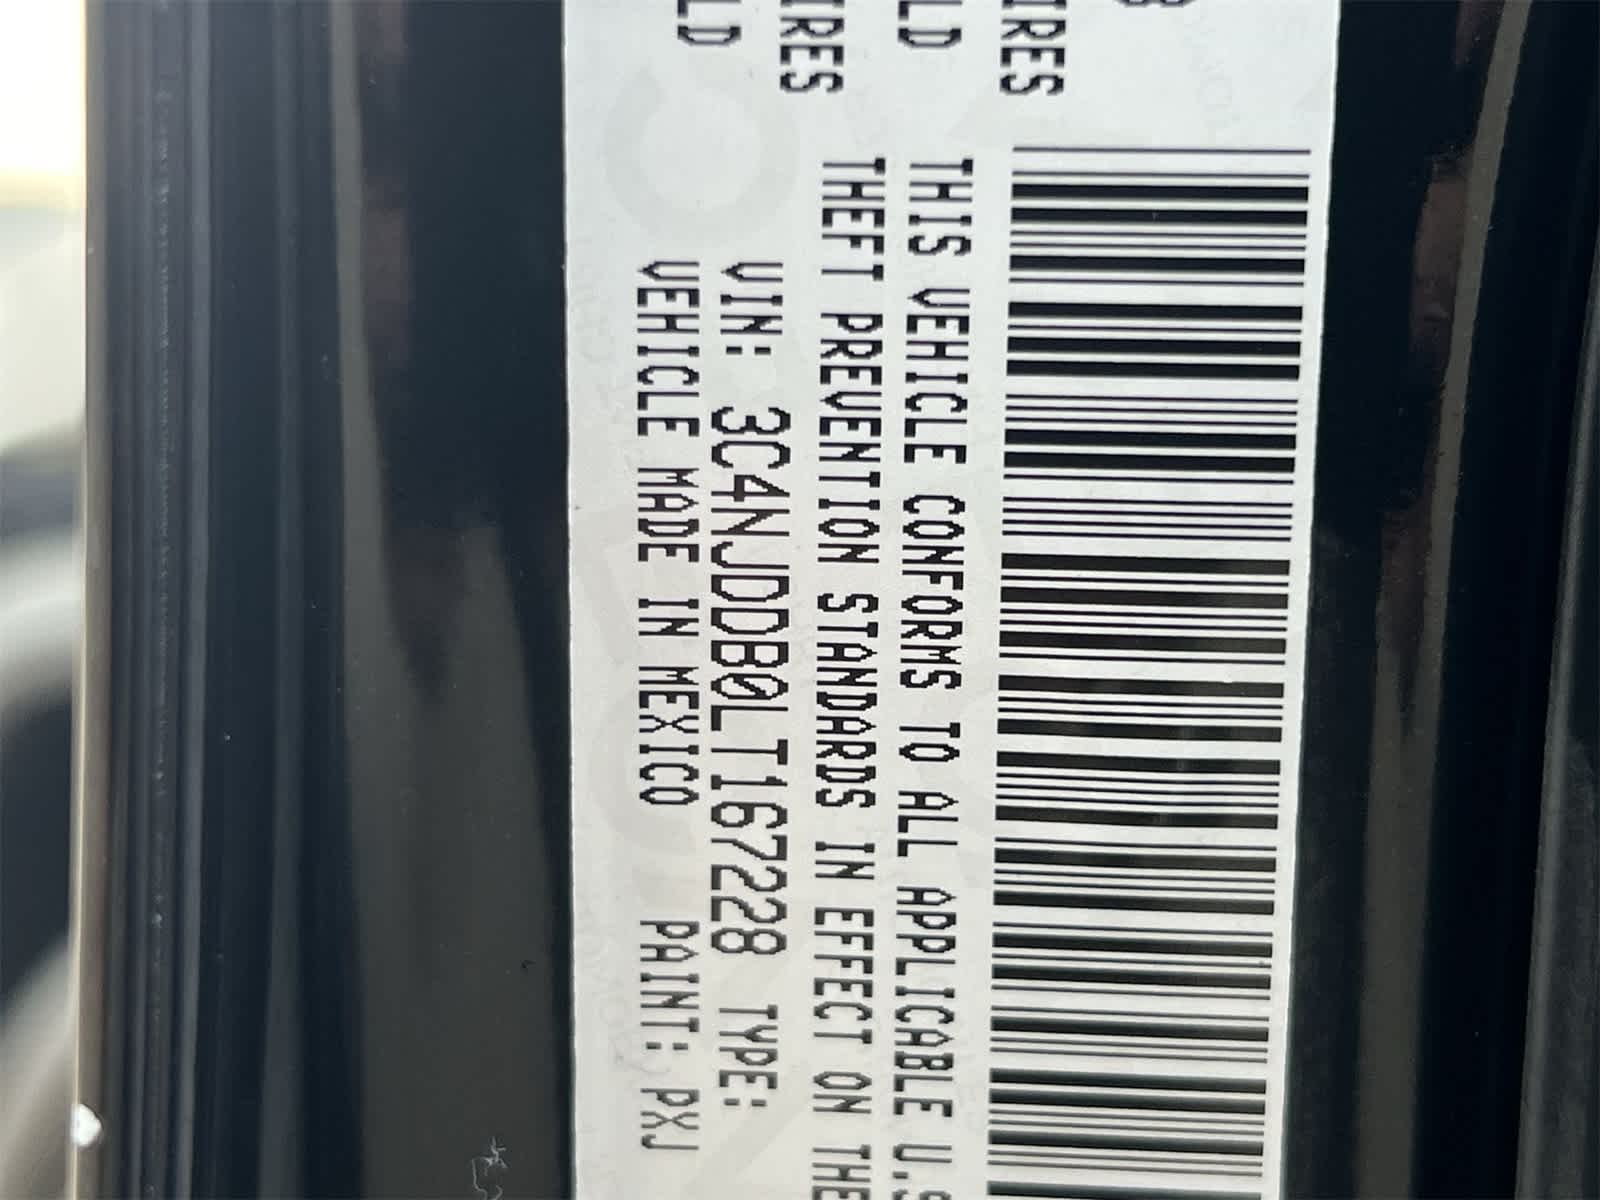 IRES
LD
IRES
LD
THIS VEHICLE CONFORMS TO ALL APPLICABLE U.S
THEFT PREVENTION STANDARDS IN EFFECT ON THE
VIN: 3C4NJDDB0LT167228 TYPE:
VEHICLE MADE IN MEXICO PAINT: PXJ